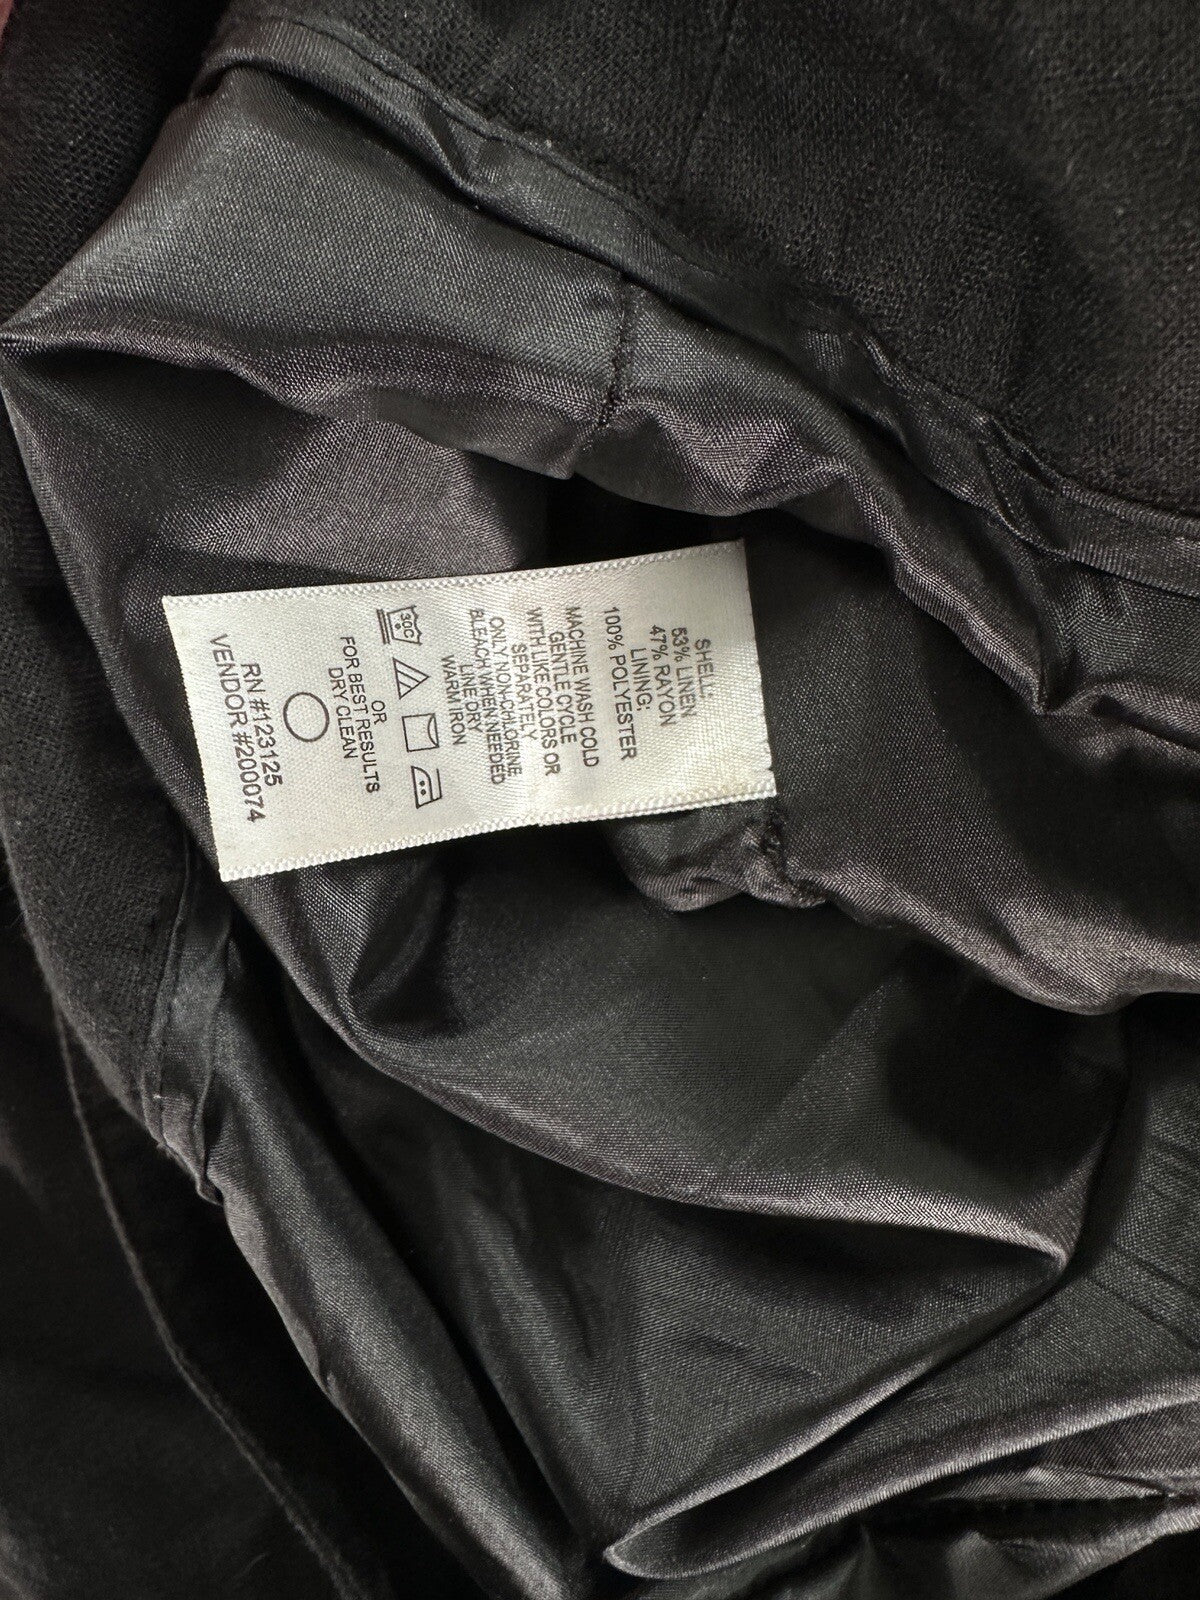 SHELL:
53% LINEN
47% RAYON
LINING:
100% POLYESTER
MACHINE WASH COLD
GENTLE CYCLE
WITH LIKE COLORS OR
SEPARATELY
ONLY NON-CHLORINE
BLEACH WHEN NEEDED
LINE DRY
WARM IRON
30C
OR
FOR BEST RESULTS
DRY CLEAN
RN #123125
VENDOR #200074